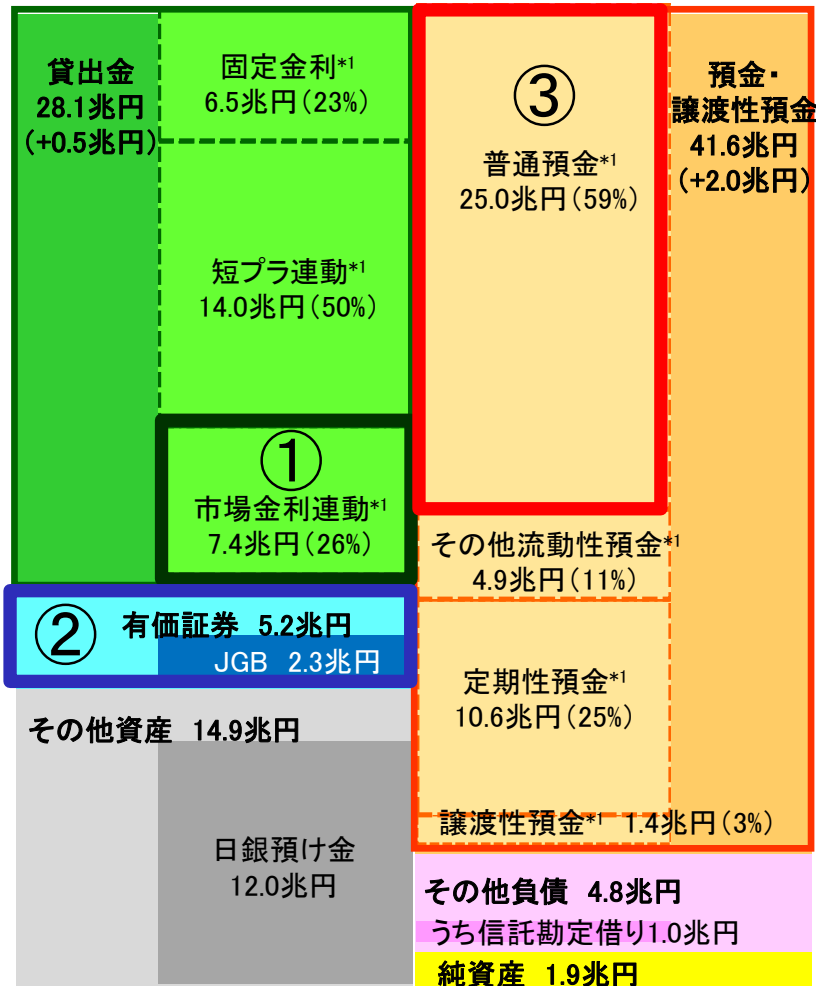 貸出金
28.1兆円
(+0.5兆円)
固定金利*1
6.5兆円(23%)
短プラ連動*1
14.0兆円(50%)
①
市場金利連動*1
7.4兆円(26%)
② 有価証券 5.2兆円
JGB 2.3兆円
その他資産 14.9兆円
日銀預け金
12.0兆円
③
普通預金*1
25.0兆円(59%)
預金・
譲渡性預金
41.6兆円
(+2.0兆円)
その他流動性預金*1
4.9兆円(11%)
定期性預金*1
10.6兆円(25%)
譲渡性預金*1 1.4兆円(3%)
その他負債 4.8兆円
うち信託勘定借り1.0兆円
純資産 1.9兆円